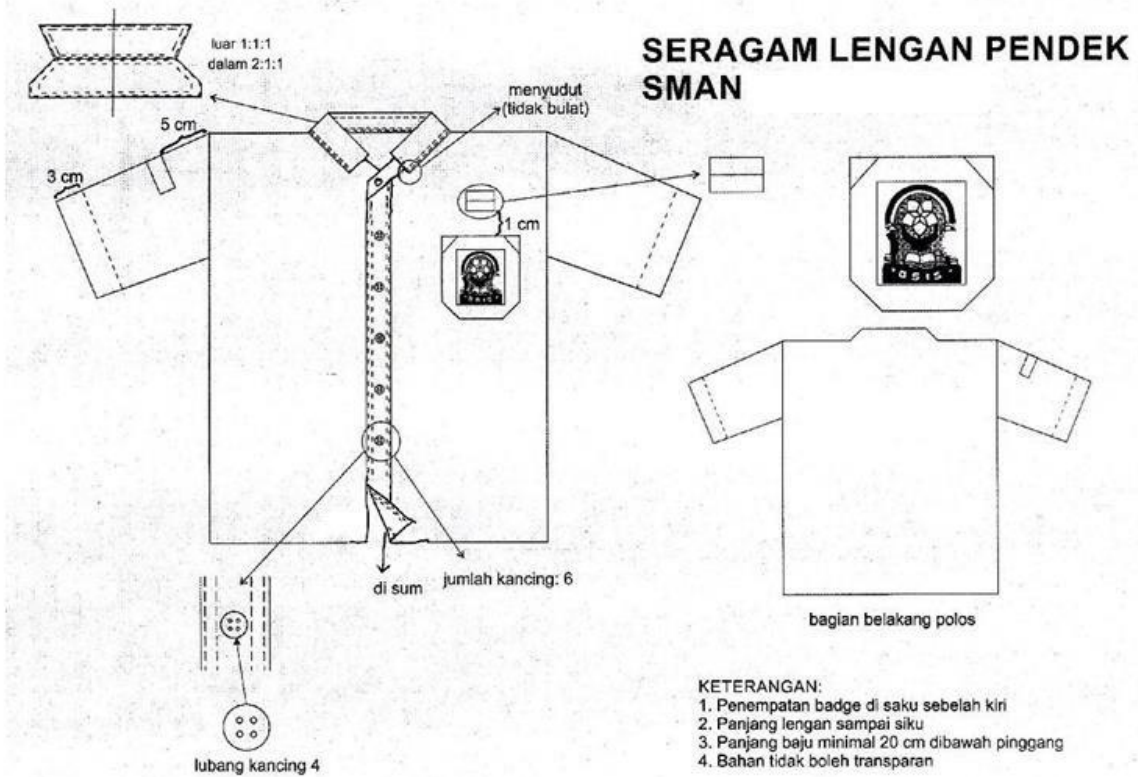 SERAGAM LENGAN PENDEK
SMAN
luar 1:1:1
dalam 2:1:1
menyudut
(tidak bulat)
5 cm
3 cm
1 cm
OSIS
OSIS
di sum
jumlah kancing: 6
lubang kancing 4
bagian belakang polos
KETERANGAN:
1. Penempatan badge di saku sebelah kiri
2. Panjang lengan sampai siku
3. Panjang baju minimal 20 cm dibawah pinggang
4. Bahan tidak boleh transparan